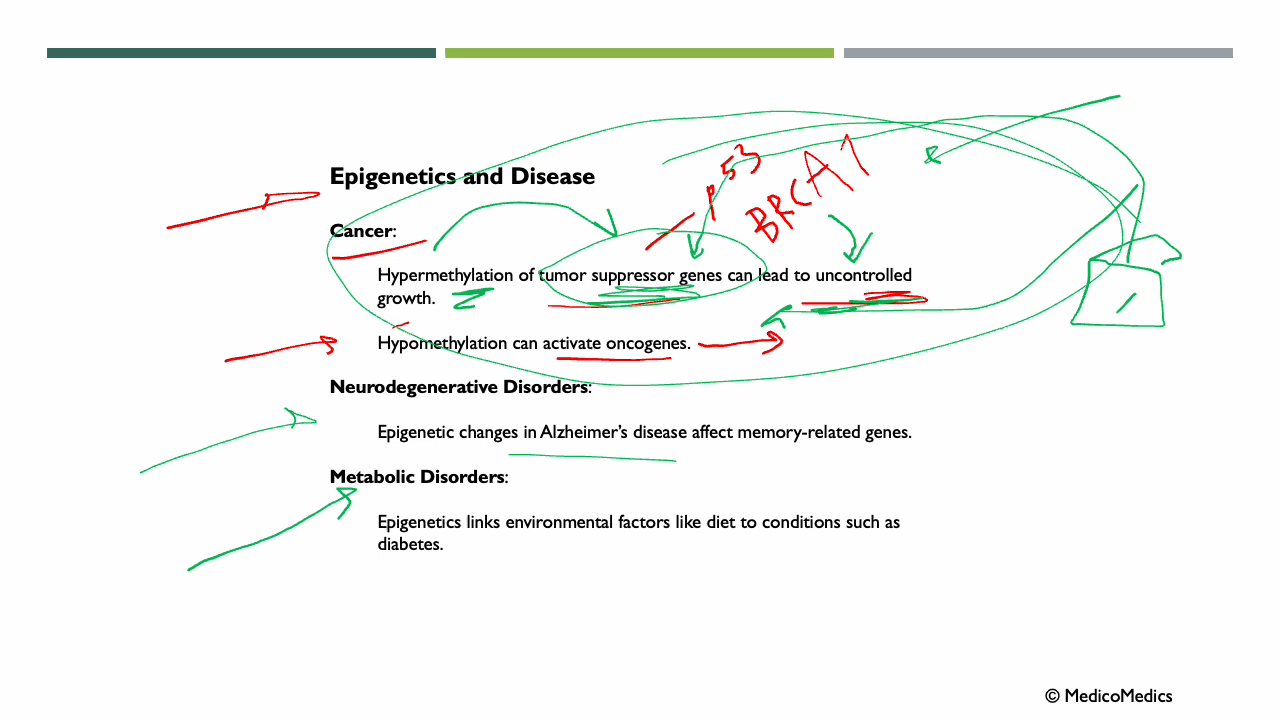 P53
BRCA1
Epigenetics and Disease
Cancer:
Hypermethylation of tumor suppressor genes can lead to uncontrolled
growth.
Hypomethylation can activate oncogenes.
Neurodegenerative Disorders:
Epigenetic changes in Alzheimer's disease affect memory-related genes.
Metabolic Disorders:
Epigenetics links environmental factors like diet to conditions such as
diabetes.
© MedicoMedics